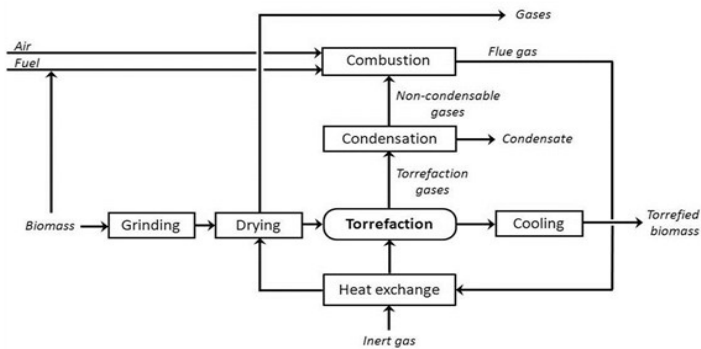 Gases
Air
Fuel
Combustion
Flue gas
Non-condensable
gases
Condensation
Condensate
Torrefaction
gases
Biomass
Grinding
Drying
Torrefaction
Cooling
Torrefied
biomass
Heat exchange
Inert gas